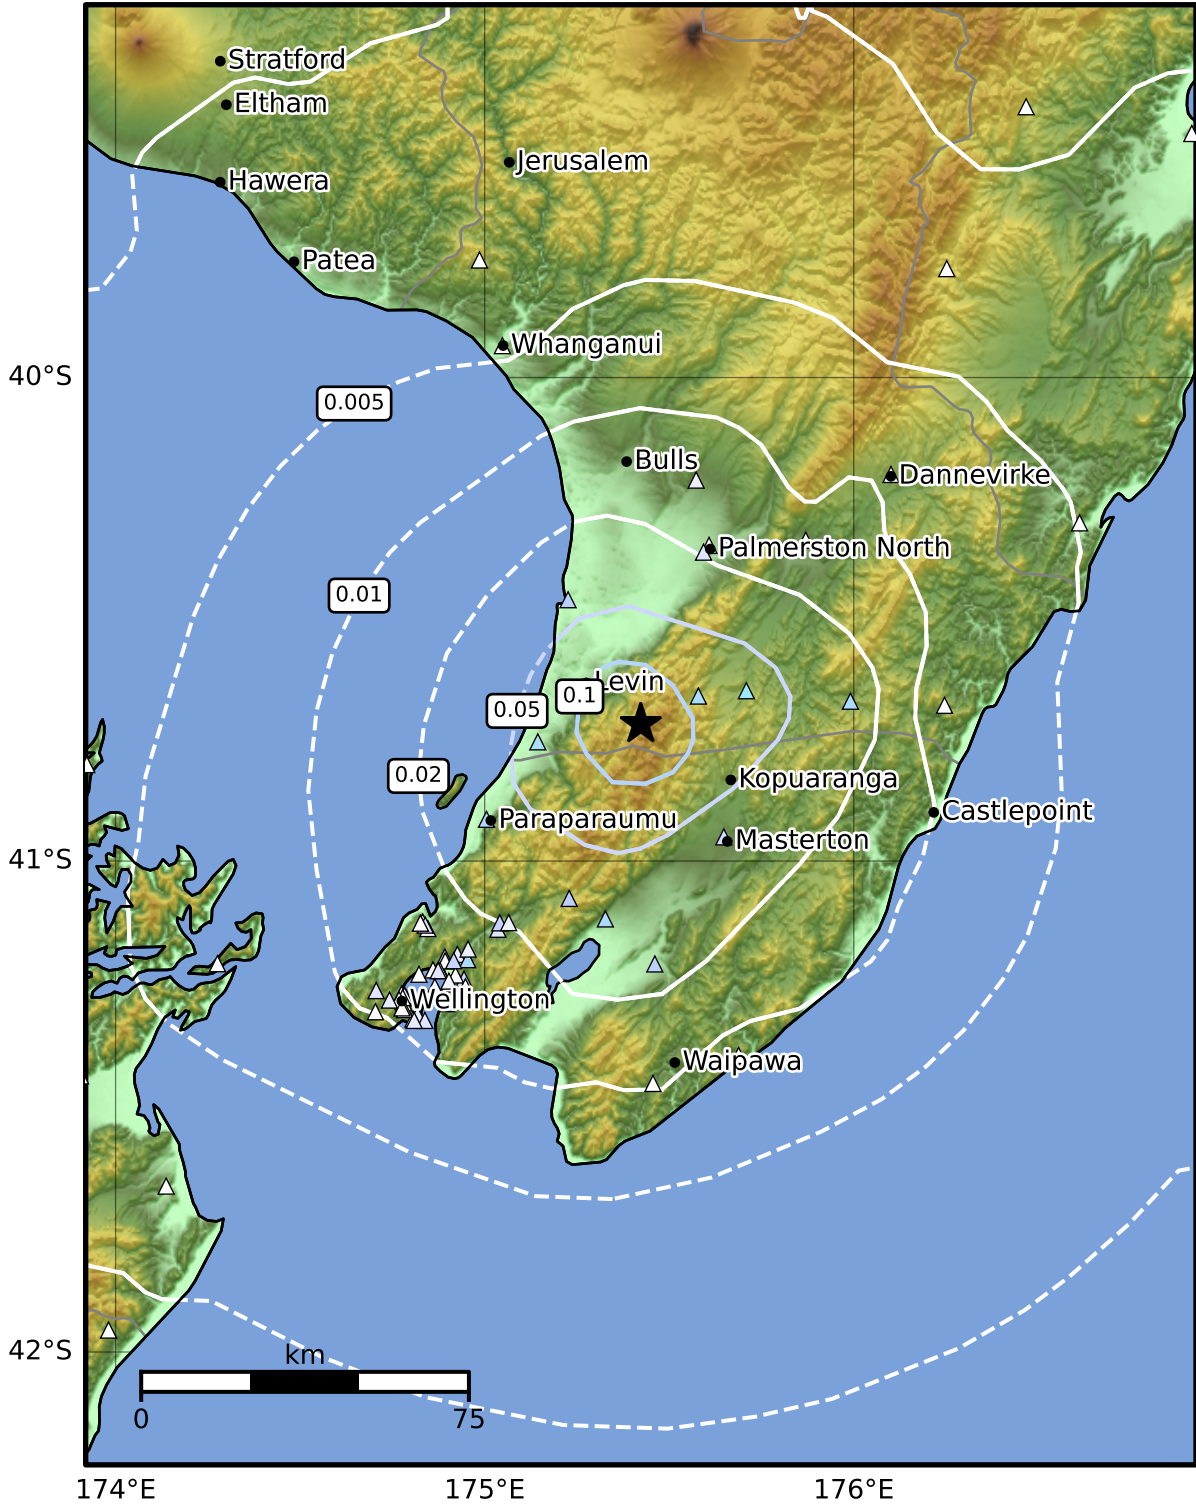 Stratford
Eltham
Jerusalem
Hawera
Patea
Whanganui
40°S
0.005
Bulls
Dannevirke
Palmerston North
0.01
Levin
0.1
0.05
0.02
Kopuaranga
Castlepoint
Paraparaumu
Masterton
41°S
Wellington
Waipawa
42°S
km
0 75
174°E 175°E 176°E